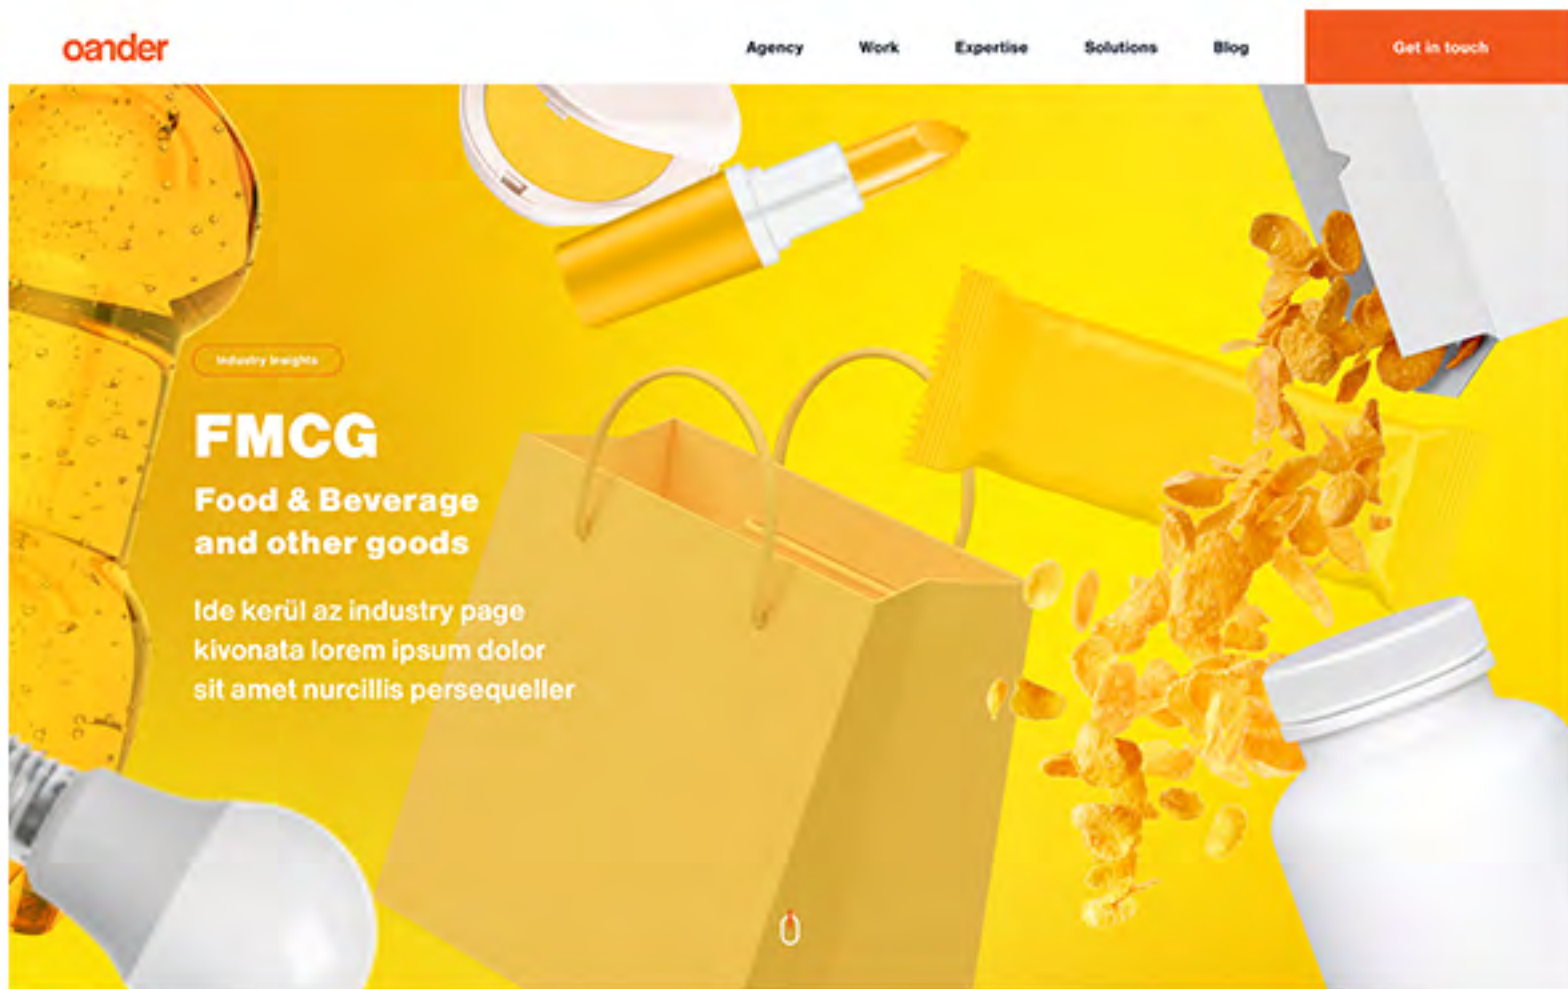 oander
Agency Work Expertise Solutions Blog Get in touch
Industry Insights
FMCG
Food & Beverage
and other goods
Ide kerül az industry page
kivonata lorem ipsum dolor
sit amet nurcillis persequeller